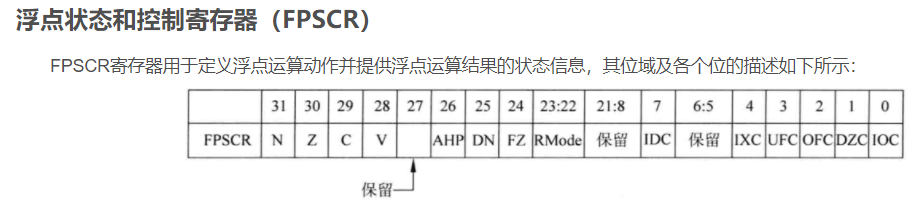 浮点状态和控制寄存器（FPSCR）
FPSCR寄存器用于定义浮点运算动作并提供浮点运算结果的状态信息，其位域及各个位的描述如下所示：
31 30 29 28 27 26 25 24 23:22 21:8 7 6:5 4 3 2 1 0
FPSCR N Z C V AHP DN FZ RMode 保留 IDC 保留 IXC UFC OFC DZC IOC
保留